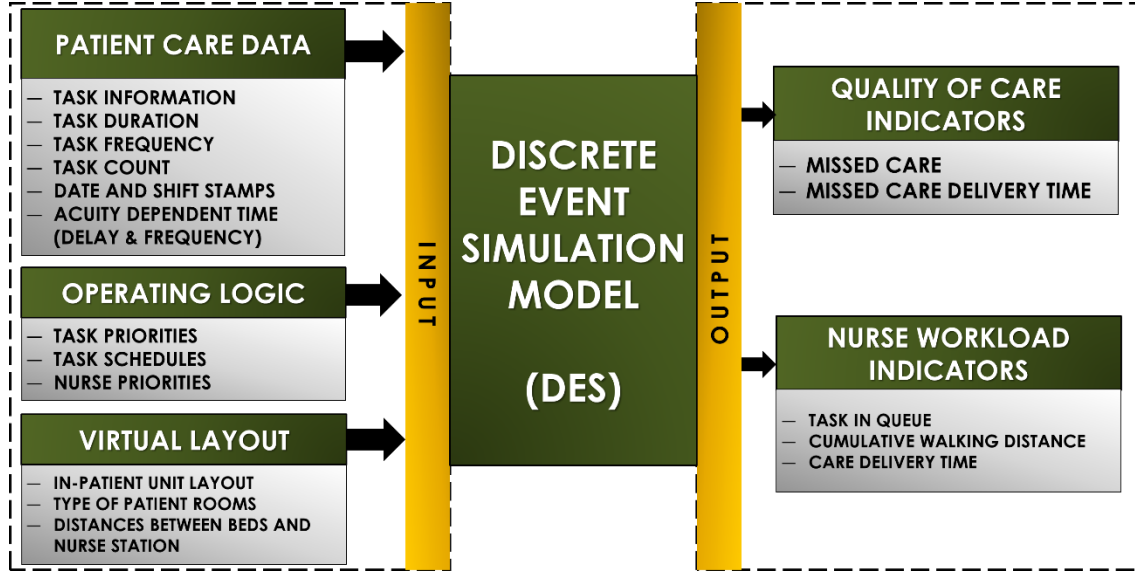 PATIENT CARE DATA
— TASK INFORMATION
— TASK DURATION
— TASK FREQUENCY
— TASK COUNT
— DATE AND SHIFT STAMPS
— ACUITY DEPENDENT TIME
(DELAY & FREQUENCY)
OPERATING LOGIC
— TASK PRIORITIES
— TASK SCHEDULES
— NURSE PRIORITIES
VIRTUAL LAYOUT
— IN-PATIENT UNIT LAYOUT
— TYPE OF PATIENT ROOMS
— DISTANCES BETWEEN BEDS AND
NURSE STATION
INPUT
DISCRETE
EVENT
SIMULATION
MODEL
(DES)
OUTPUT
QUALITY OF CARE
INDICATORS
— MISSED CARE
— MISSED CARE DELIVERY TIME
NURSE WORKLOAD
INDICATORS
— TASK IN QUEUE
— CUMULATIVE WALKING DISTANCE
— CARE DELIVERY TIME